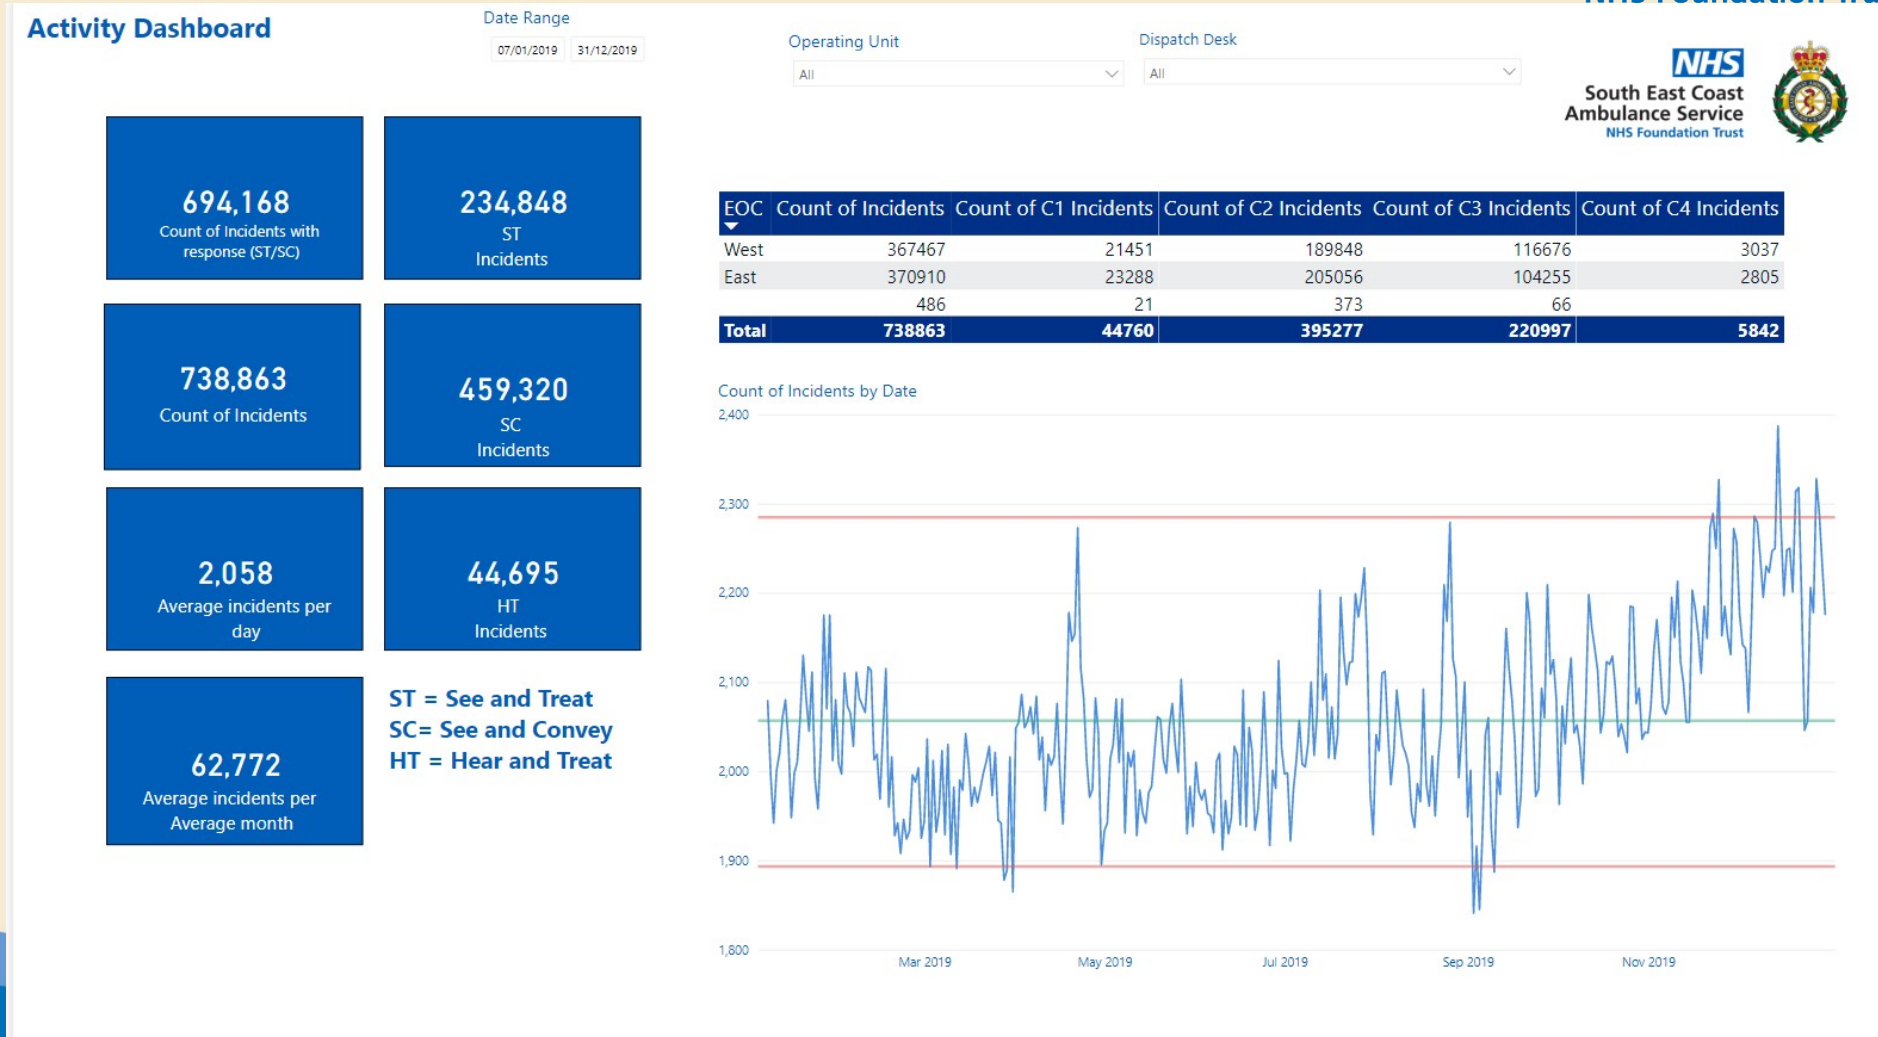 NHS Foundation Tru
Activity Dashboard
Date Range
07/01/2019 31/12/2019
Operating Unit
All
Dispatch Desk
All
NHS
South East Coast
Ambulance Service
NHS Foundation Trust
694,168
Count of Incidents with
response (ST/SC)
234,848
ST
Incidents
738,863
Count of Incidents
459,320
SC
Incidents
2,058
Average incidents per
day
44,695
HT
Incidents
62,772
Average incidents per
Average month
ST = See and Treat
SC= See and Convey
HT = Hear and Treat
EOC Count of Incidents Count of C1 Incidents Count of C2 Incidents Count of C3 Incidents Count of C4 Incidents
West 367467 21451 189848 116676 3037
East 370910 23288 205056 104255 2805
486 21 373 66
Total 738863 44760 395277 220997 5842
Count of Incidents by Date
2,400
2,300
2,200
2,100
2,000
1,900
1,800
Mar 2019 May 2019 Jul 2019 Sep 2019 Nov 2019